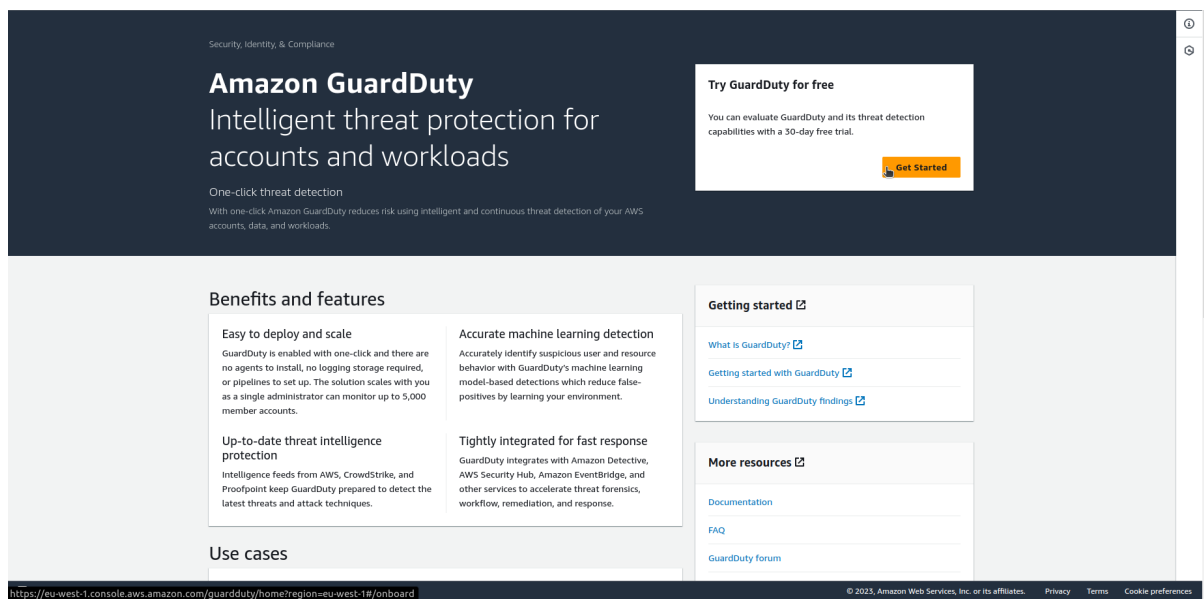 Security, Identity, & Compliance
Amazon GuardDuty
Intelligent threat protection for
accounts and workloads
One-click threat detection
With one-click Amazon GuardDuty reduces risk using intelligent and continuous threat detection of your AWS
accounts, data, and workloads.
Try GuardDuty for free
You can evaluate GuardDuty and its threat detection
capabilities with a 30-day free trial.
Get Started
Benefits and features
Easy to deploy and scale
GuardDuty is enabled with one-click and there are
no agents to install, no logging storage required,
or pipelines to set up. The solution scales with you
as a single administrator can monitor up to 5,000
member accounts.
Accurate machine learning detection
Accurately identify suspicious user and resource
behavior with GuardDuty's machine learning
model-based detections which reduce false-
positives by learning your environment.
Up-to-date threat intelligence
protection
Intelligence feeds from AWS, CrowdStrike, and
Proofpoint keep GuardDuty prepared to detect the
latest threats and attack techniques.
Tightly integrated for fast response
GuardDuty integrates with Amazon Detective,
AWS Security Hub, Amazon EventBridge, and
other services to accelerate threat forensics,
workflow, remediation, and response.
Use cases
Getting started
What is GuardDuty?
Getting started with GuardDuty
Understanding GuardDuty findings
More resources
Documentation
FAQ
GuardDuty forum
https://eu-west-1.console.aws.amazon.com/guardduty/home?region=eu-west-1#/onboard
© 2023, Amazon Web Services, Inc. or its affiliates. Privacy Terms Cookie preferences